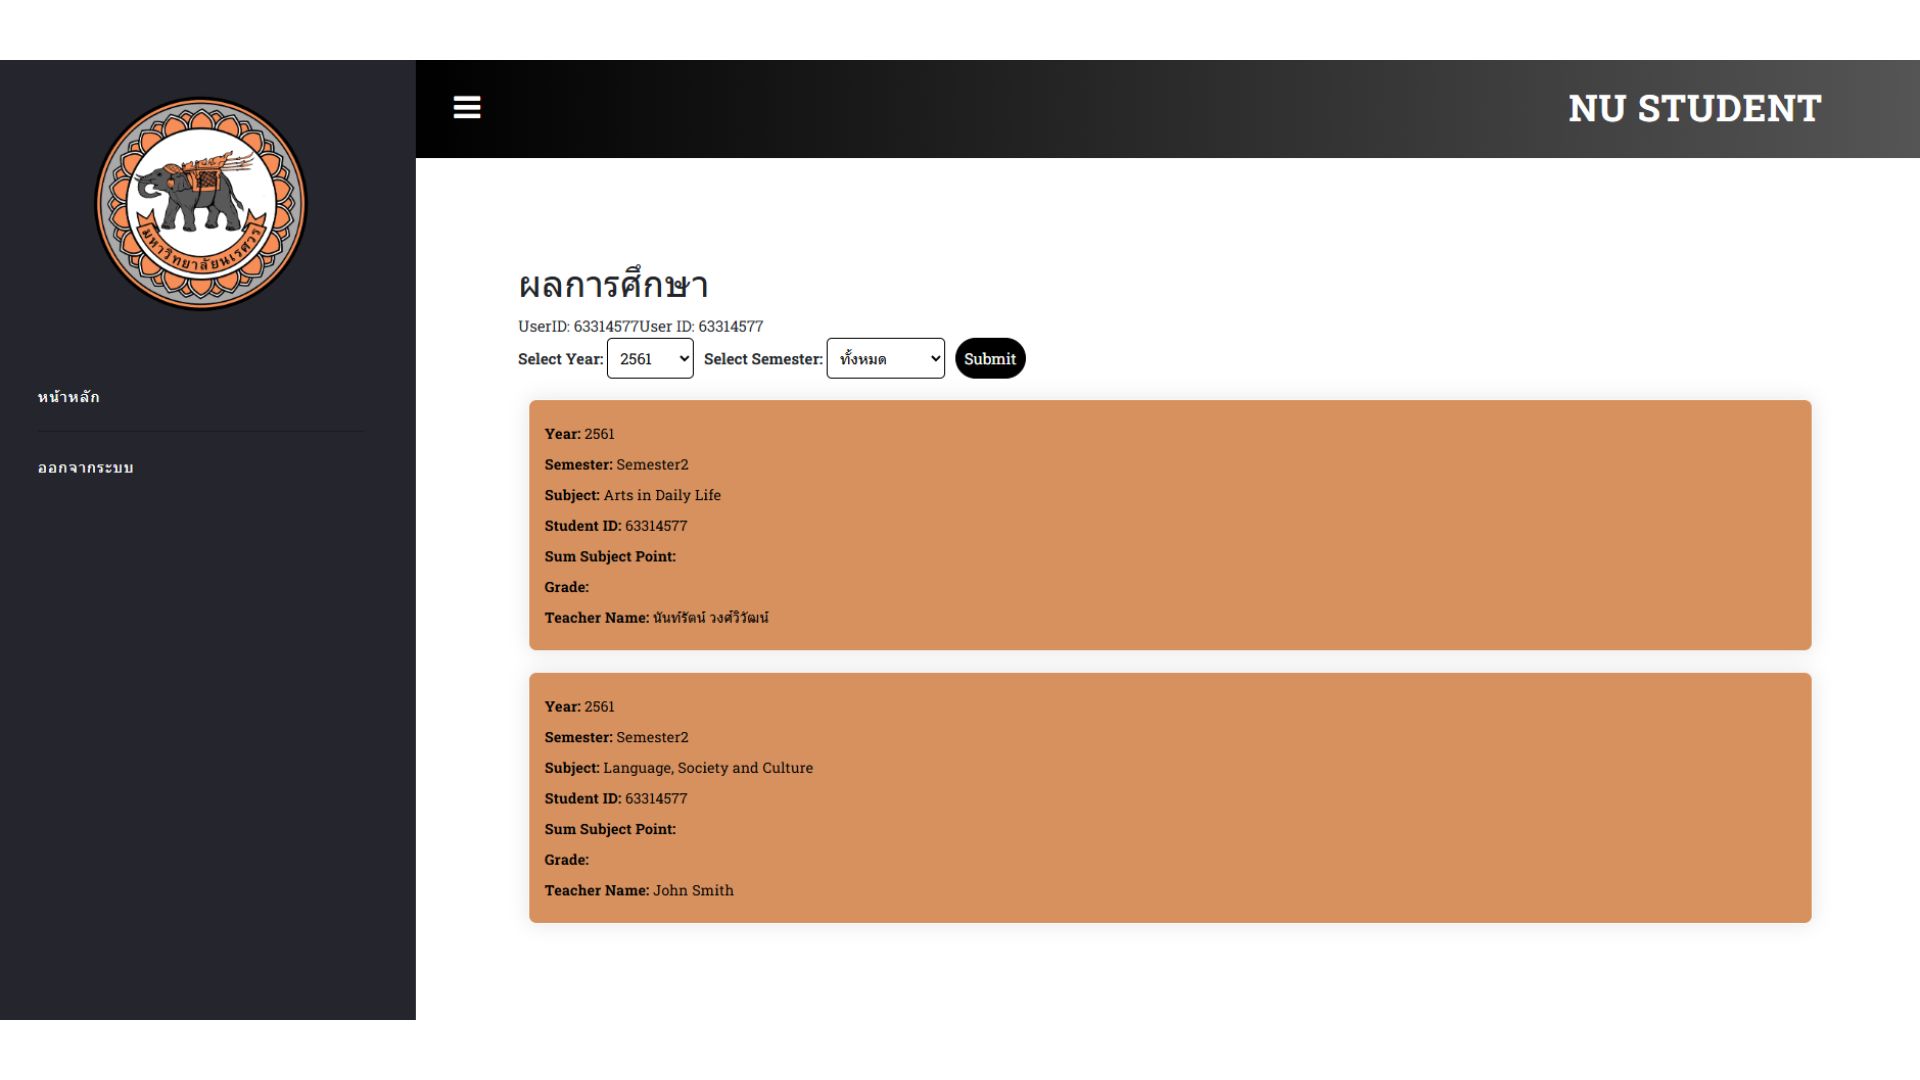 มหาวิทยาลัยนเรศวร
NU STUDENT
หน้าหลัก
ออกจากระบบ
ผลการศึกษา
UserID: 63314577User ID: 63314577
Select Year: 2561 Select Semester: ทั้งหมด Submit
Year: 2561
Semester: Semester2
Subject: Arts in Daily Life
Student ID: 63314577
Sum Subject Point:
Grade:
Teacher Name: นันท์รัตน์ วงศ์วิวัฒน์
Year: 2561
Semester: Semester2
Subject: Language, Society and Culture
Student ID: 63314577
Sum Subject Point:
Grade:
Teacher Name: John Smith